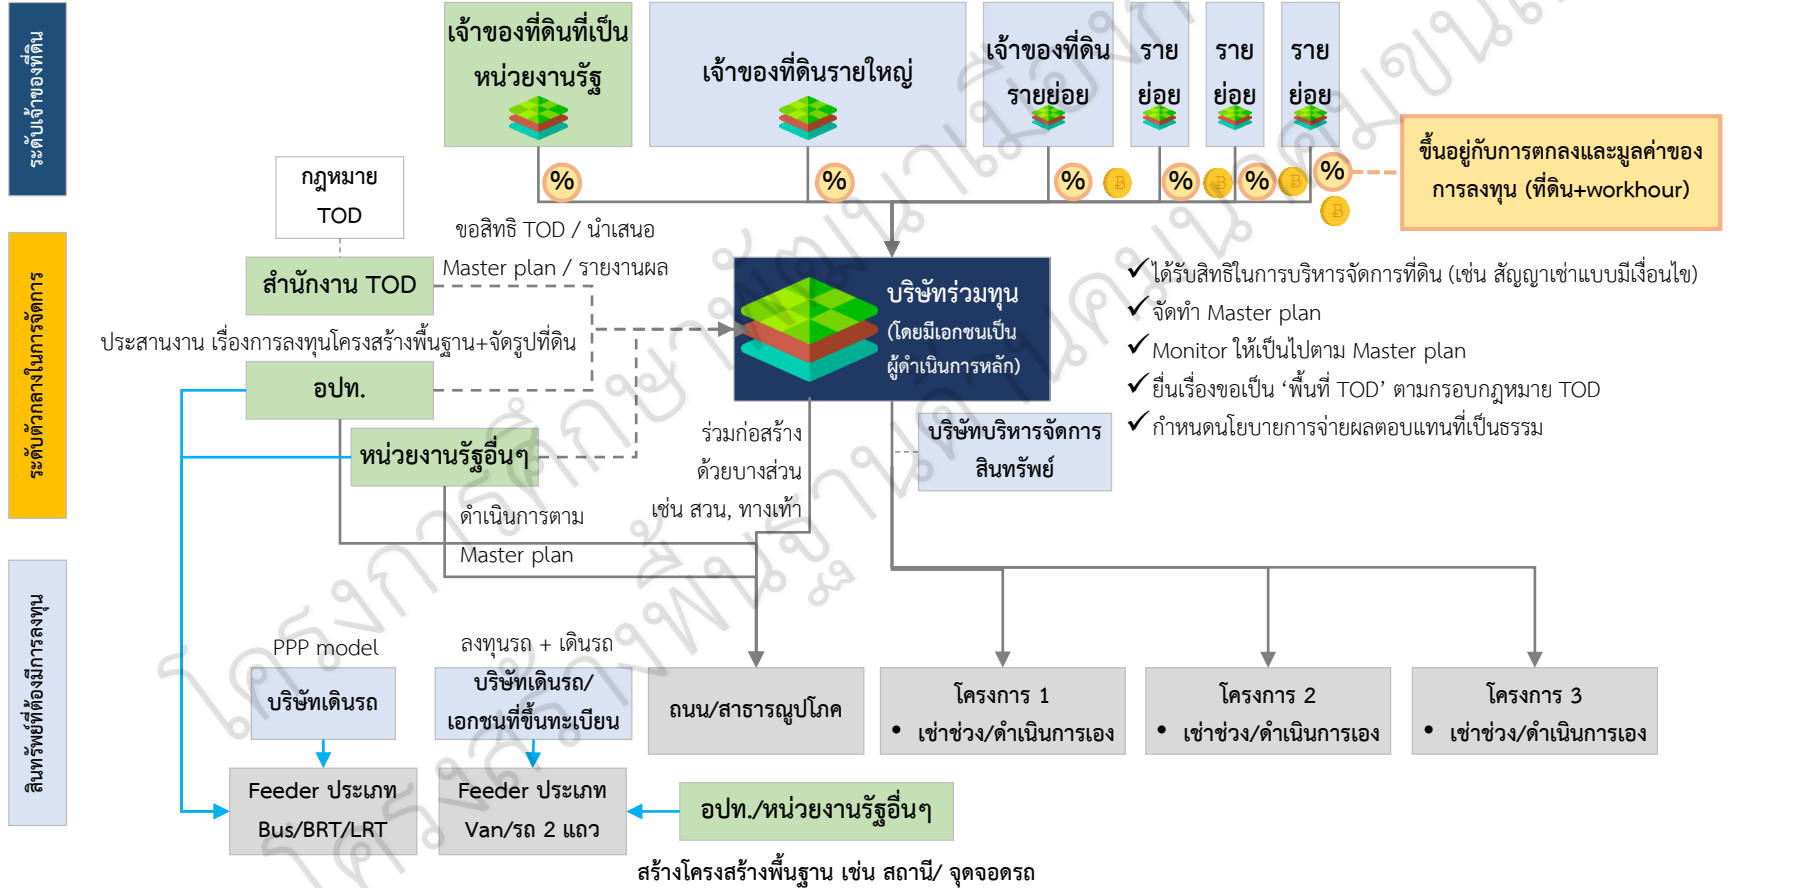 ระดับเจ้าของที่ดิน
เจ้าของที่ดินที่เป็น
หน่วยงานรัฐ
เจ้าของที่ดินรายใหญ่
เจ้าของที่ดิน
รายย่อย
ราย
ย่อย
ราย
ย่อย
ราย
ย่อย
%
%
%
%
%
%
ขึ้นอยู่กับการตกลงและมูลค่าของ
การลงทุน (ที่ดิน+workhour)
ระดับตัวกลางในการจัดการ
กฎหมาย
TOD
สำนักงาน TOD
ขอสิทธิ TOD / นำเสนอ
Master plan / รายงานผล
ประสานงาน เรื่องการลงทุนโครงสร้างพื้นฐาน+จัดรูปที่ดิน
อปท.
หน่วยงานรัฐอื่นๆ
ดำเนินการตาม
Master plan
บริษัทร่วมทุน
(โดยมีเอกชนเป็น
ผู้ดำเนินการหลัก)
✓ได้รับสิทธิในการบริหารจัดการที่ดิน (เช่น สัญญาเช่าแบบมีเงื่อนไข)
✓จัดทำ Master plan
✓Monitor ให้เป็นไปตาม Master plan
✓ยื่นเรื่องขอเป็น ‘พื้นที่ TOD’ ตามกรอบกฎหมาย TOD
✓กำหนดนโยบายการจ่ายผลตอบแทนที่เป็นธรรม
ร่วมก่อสร้าง
ด้วยบางส่วน
เช่น สวน, ทางเท้า
บริษัทบริหารจัดการ
สินทรัพย์
สินทรัพย์ที่ต้องมีการลงทุน
PPP model
บริษัทเดินรถ
ลงทุนรถ + เดินรถ
บริษัทเดินรถ/
เอกชนที่ขึ้นทะเบียน
ถนน/สาธารณูปโภค
โครงการ 1
• เช่าช่วง/ดำเนินการเอง
โครงการ 2
• เช่าช่วง/ดำเนินการเอง
โครงการ 3
• เช่าช่วง/ดำเนินการเอง
Feeder ประเภท
Bus/BRT/LRT
Feeder ประเภท
Van/รถ 2 แถว
อปท./หน่วยงานรัฐอื่นๆ
สร้างโครงสร้างพื้นฐาน เช่น สถานี/ จุดจอดรถ